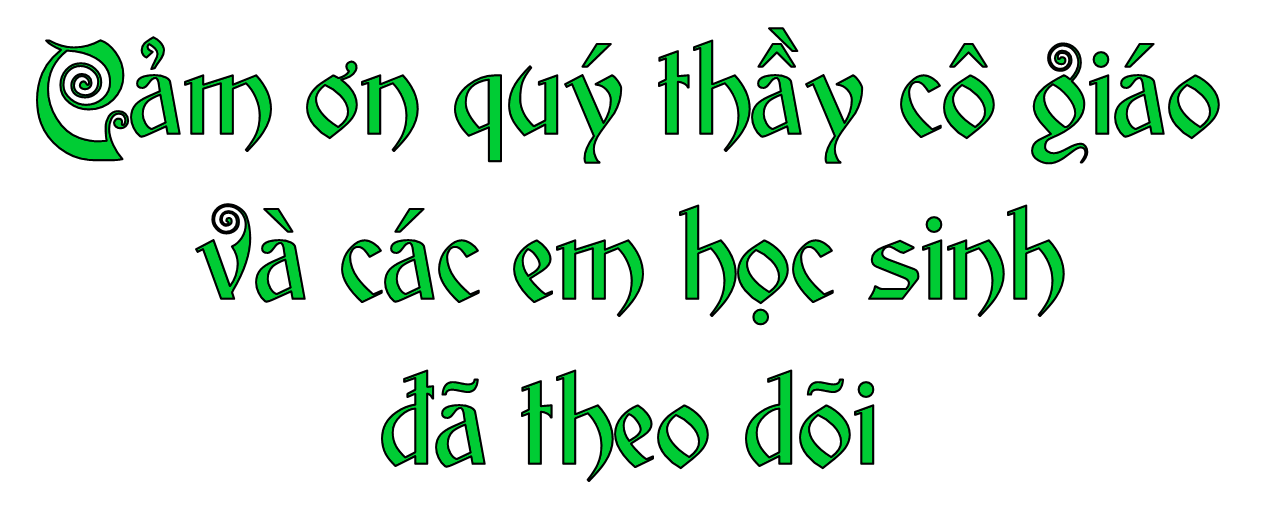 Cảm ơn quý thầy cô giáo
và các em học sinh
đã theo dõi